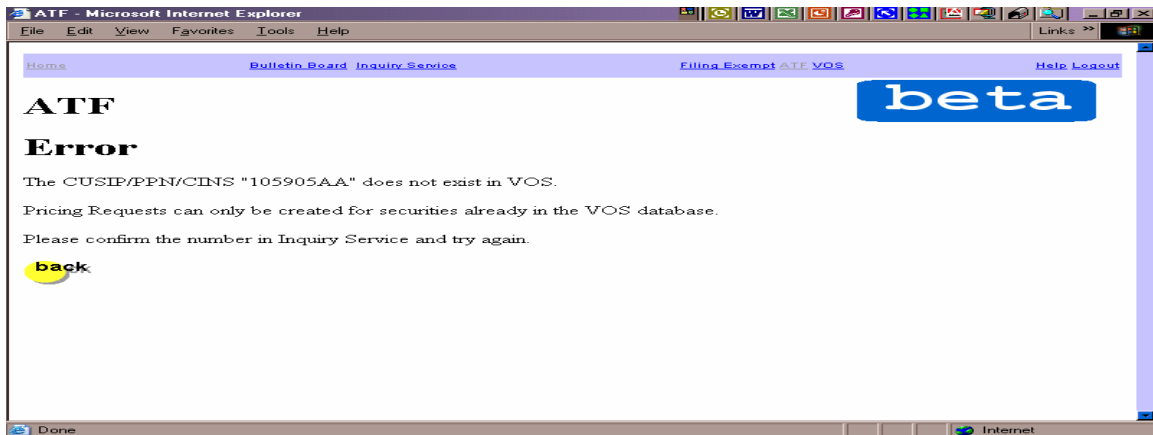 ATF - Microsoft Internet Explorer
File Edit View Favorites Tools Help Links »
Home Bulletin Board Inquiry Service Filing Exempt ATF VOS Help Logout
ATF
beta
Error
The CUSIP/PPN/CINS "105905AA" does not exist in VOS.
Pricing Requests can only be created for securities already in the VOS database.
Please confirm the number in Inquiry Service and try again.
back
Done Internet